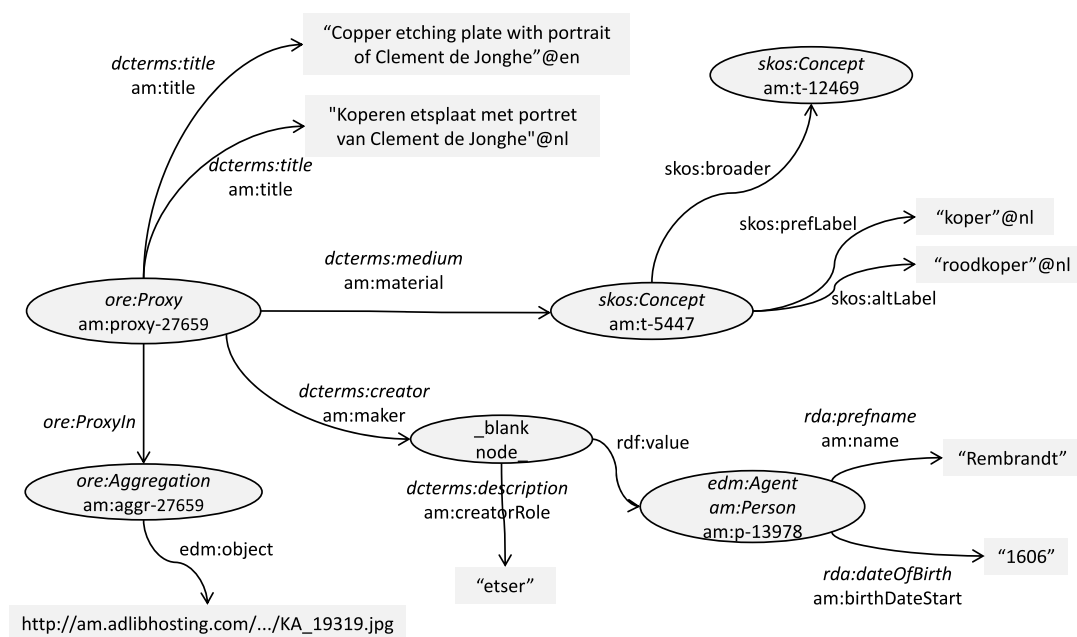 “Copper etching plate with portrait
of Clement de Jonghe”@en
dcterms:title
am:title
"Koperen etsplaat met portret
van Clement de Jonghe"@nl
dcterms:title
am:title
skos:Concept
am:t-12469
skos:broader
skos:prefLabel
“koper”@nl
“roodkoper”@nl
skos:altLabel
dcterms:medium
am:material
ore:Proxy
am:proxy-27659
skos:Concept
am:t-5447
ore:ProxyIn
dcterms:creator
am:maker
_blank
node_
rdf:value
rda:prefname
am:name
“Rembrandt”
ore:Aggregation
am:aggr-27659
dcterms:description
am:creatorRole
edm:Agent
am:Person
am:p-13978
edm:object
“etser”
“1606”
rda:dateOfBirth
am:birthDateStart
http://am.adlibhosting.com/.../KA_19319.jpg